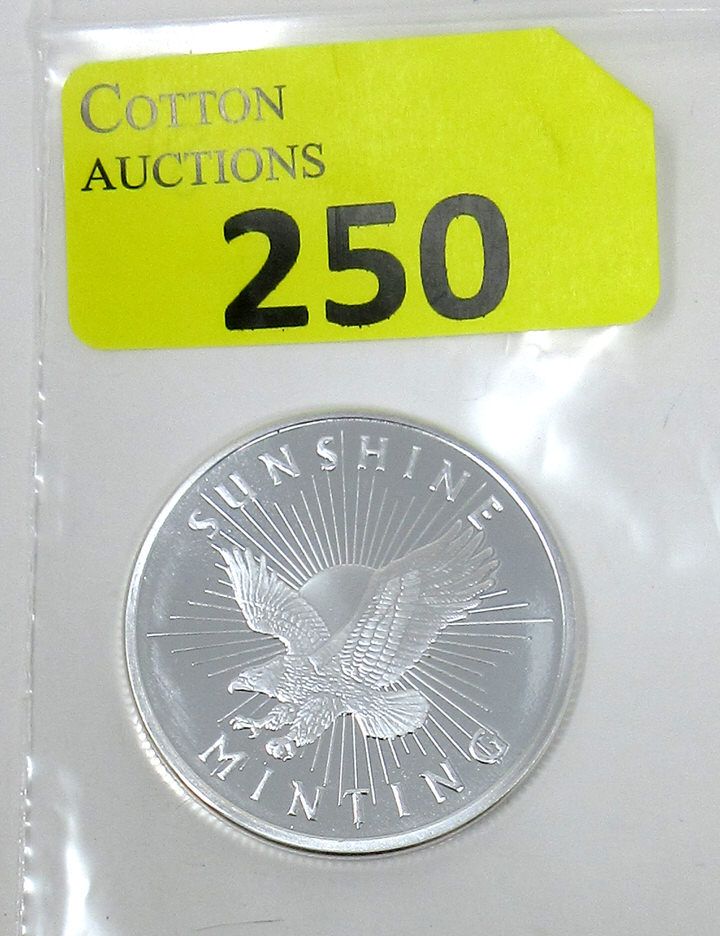 COTTON
AUCTIONS
250
SUNSHINE
MINTING